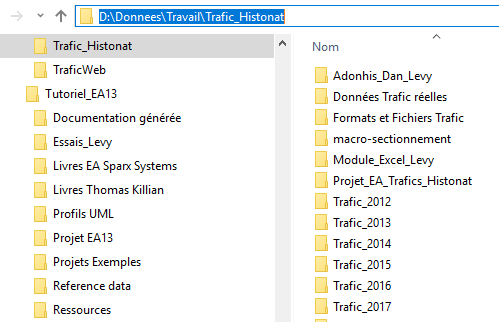 D:\Donnees\Travail\Trafic_Histonat
Trafic_Histonat
TraficWeb
Tutoriel_EA13
Documentation générée
Essais_Levy
Livres EA Sparx Systems
Livres Thomas Killian
Profils UML
Projet EA13
Projets Exemples
Reference data
Ressources
Nom
Adonhis_Dan_Levy
Données Trafic réelles
Formats et Fichiers Trafic
macro-sectionnement
Module_Excel_Levy
Projet_EA_Trafics_Histonat
Trafic_2012
Trafic_2013
Trafic_2014
Trafic_2015
Trafic_2016
Trafic_2017